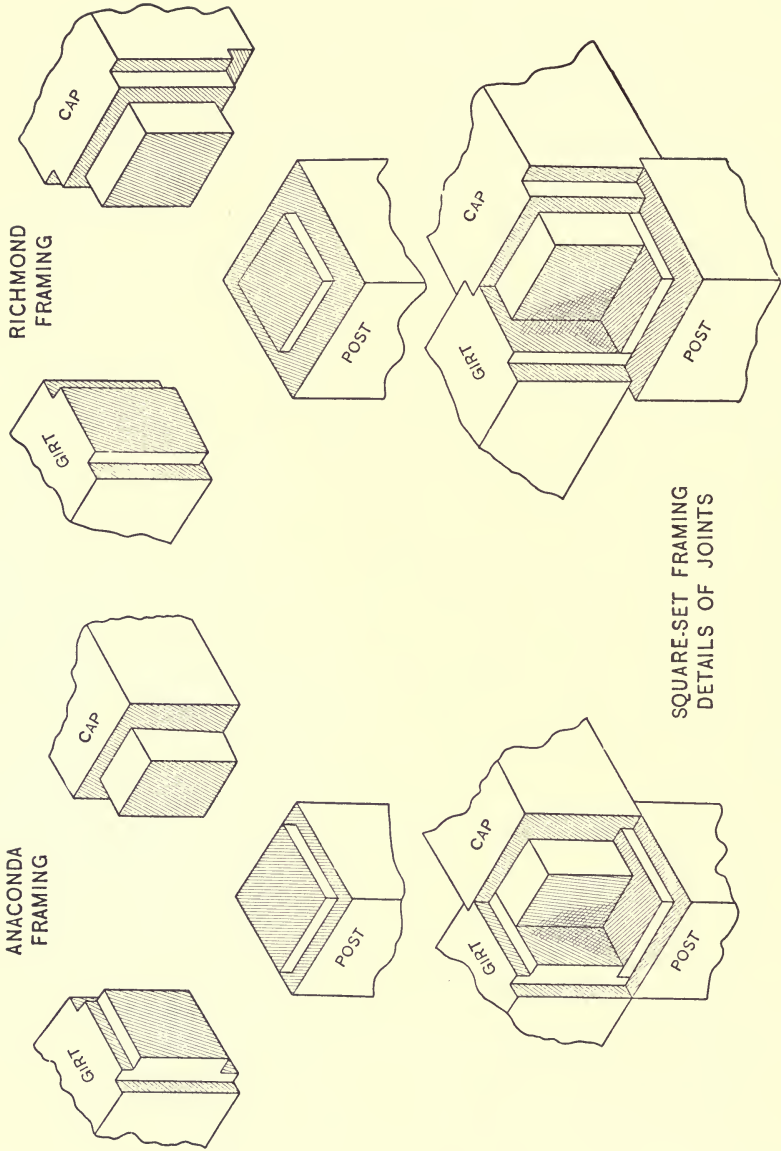 ANACONDA
FRAMING
GIRT
CAP
POST
GIRT
CAP
POST
RICHMOND
FRAMING
GIRT
CAP
POST
GIRT
CAP
POST
SQUARE-SET FRAMING
DETAILS OF JOINTS